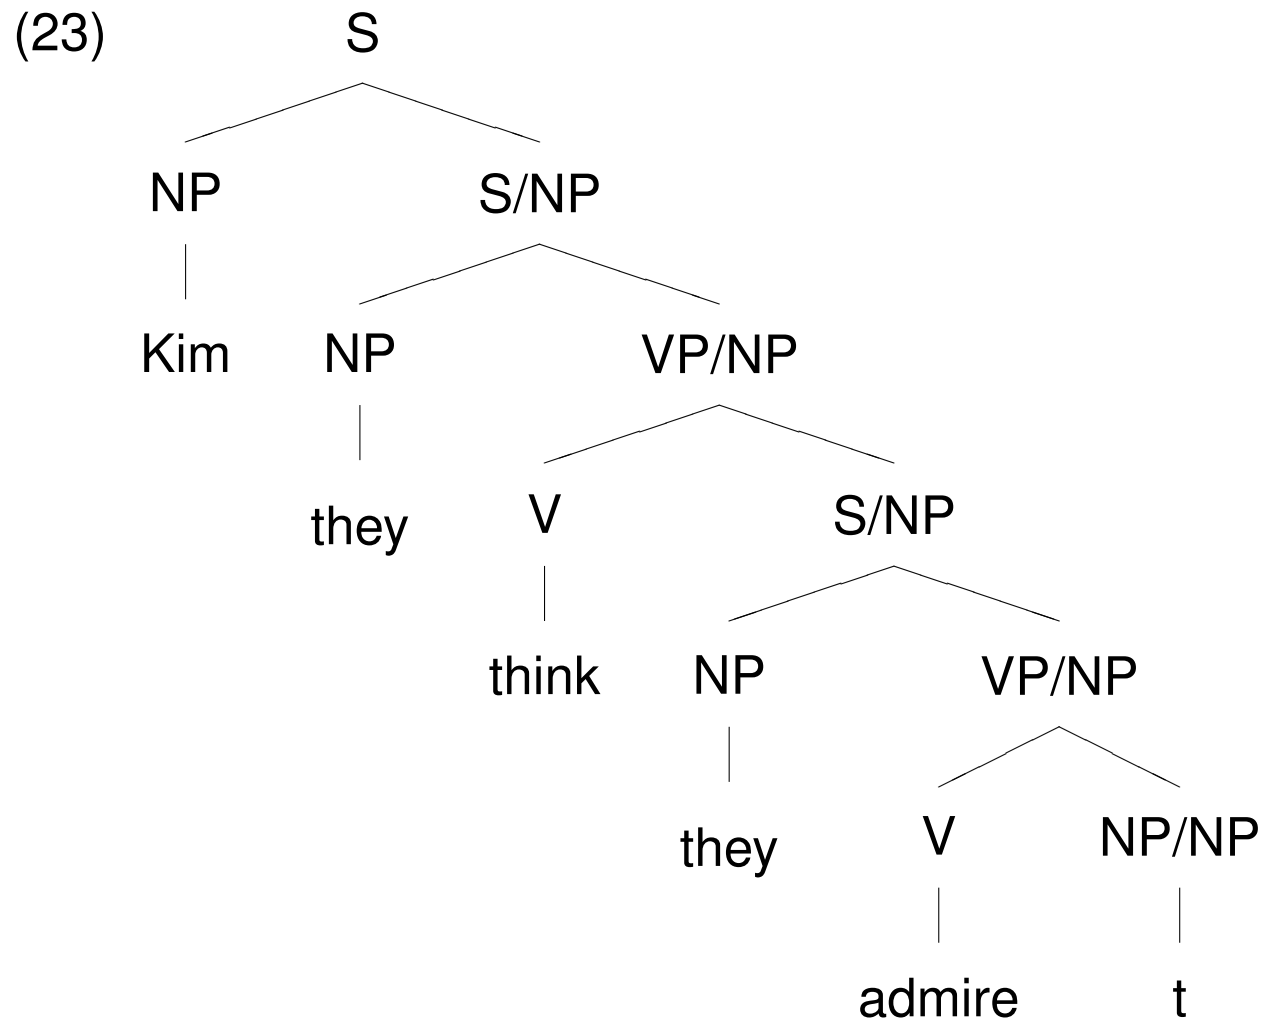 (23) S
NP S/NP
Kim NP VP/NP
they V S/NP
think NP VP/NP
they V NP/NP
admire t